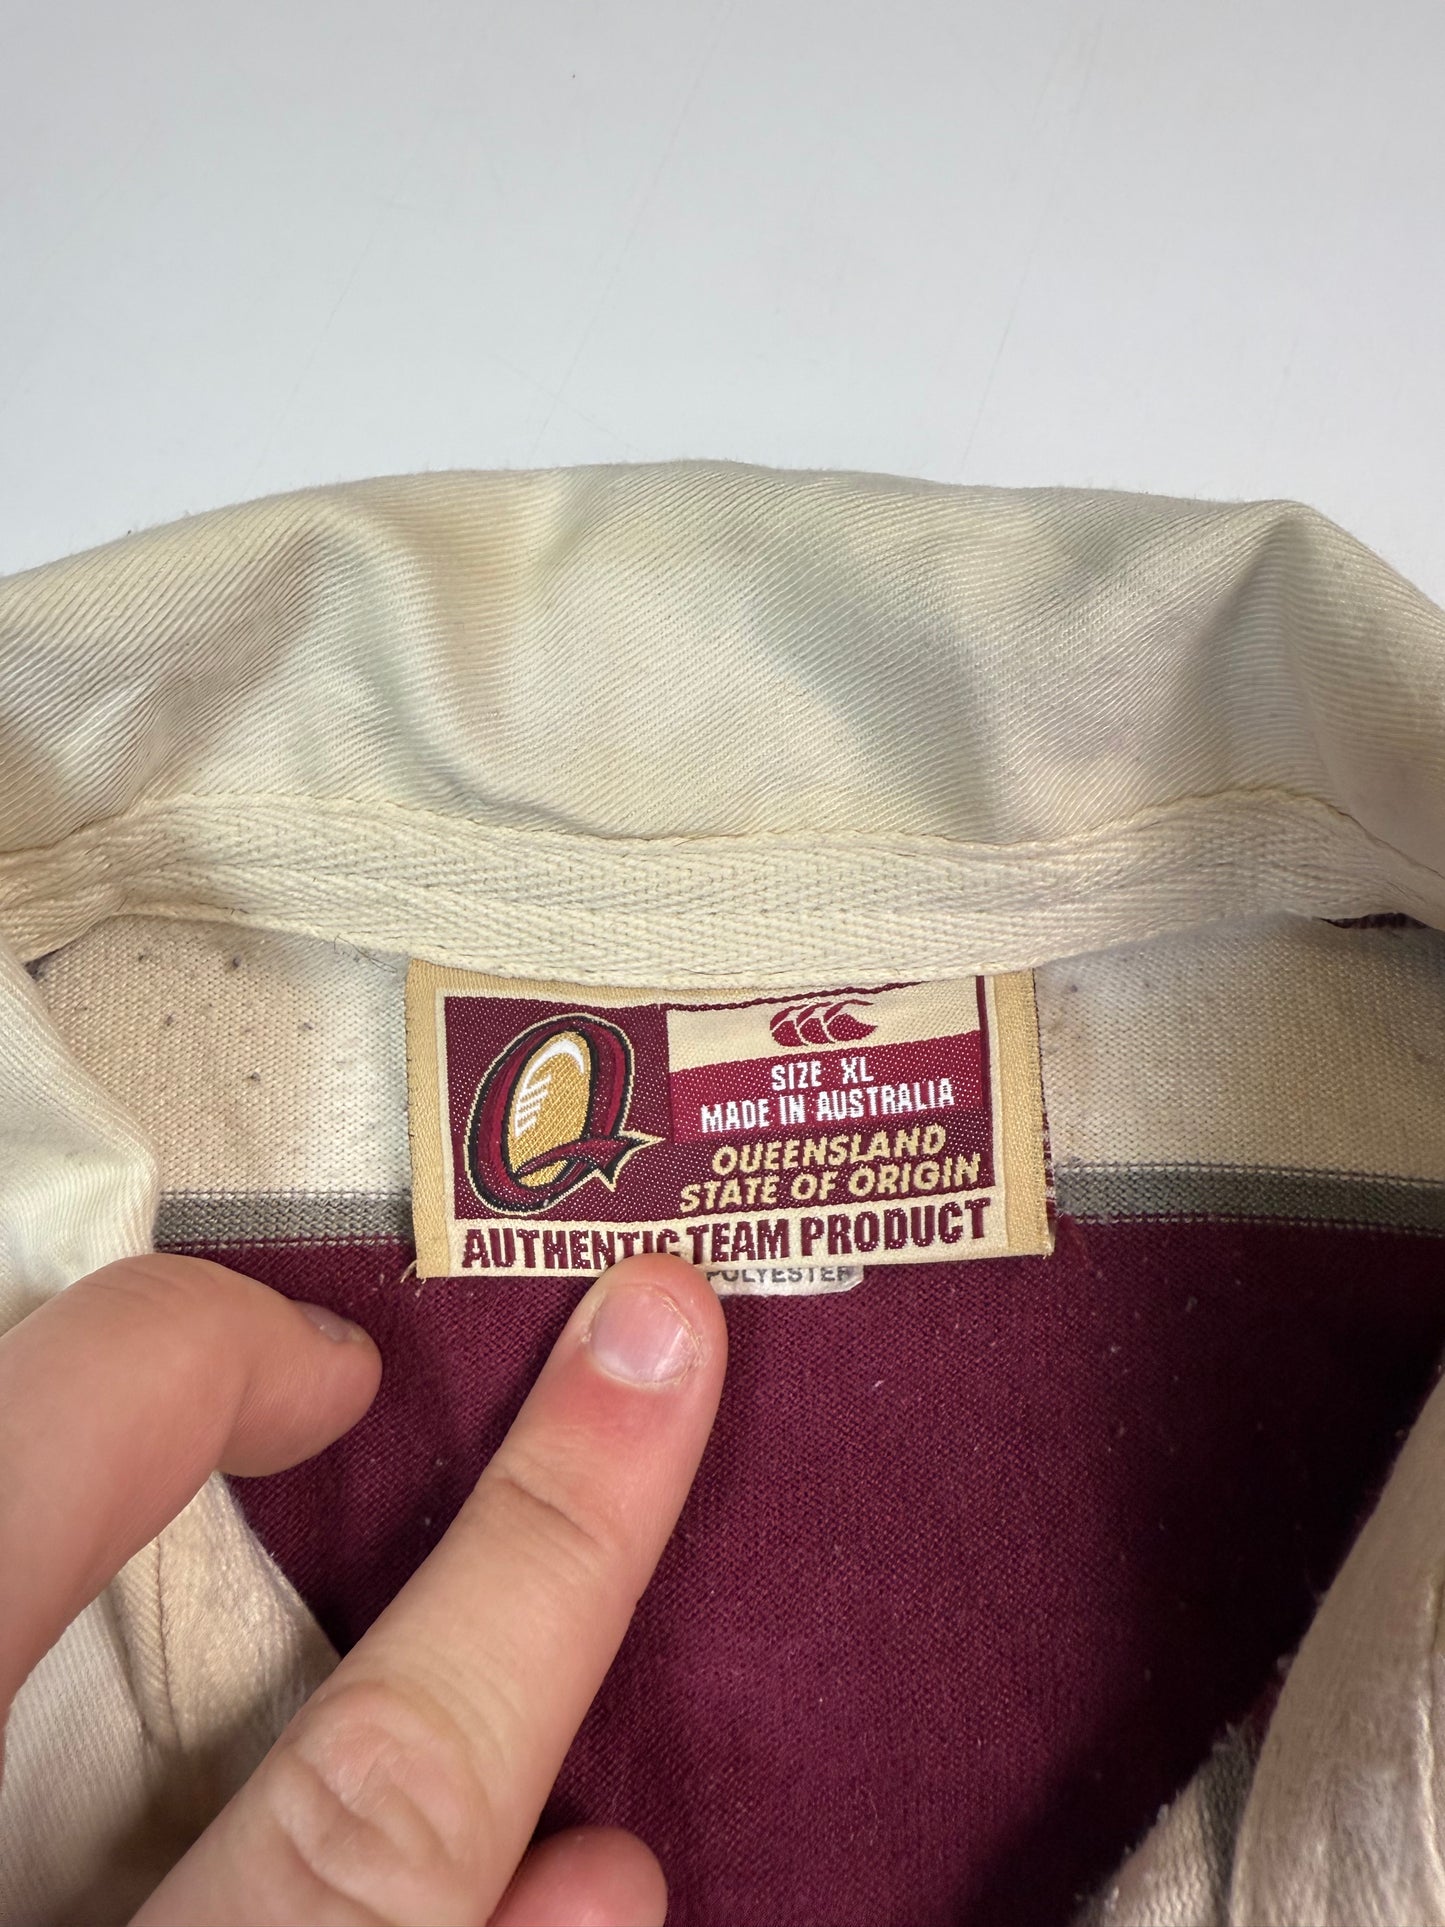 SIZE XL
MADE IN AUSTRALIA
QUEENSLAND
STATE OF ORIGIN
AUTHENTIC TEAM PRODUCT
POLYESTER